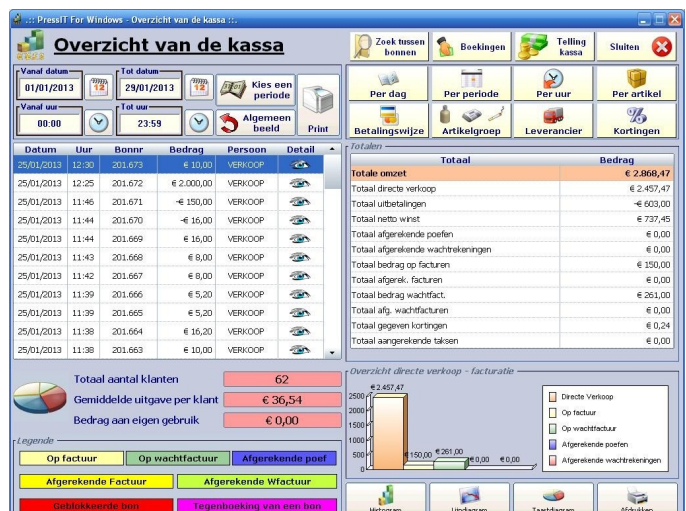 .::: PressIT For Windows - Overzicht van de kassa ::.
Overzicht van de kassa
Zoek tussen bonnen
Boekingen
Telling kassa
Sluiten
Vanaf datum
01/01/2013
12
Tot datum
29/01/2013
12
Kies een periode
Vanaf uur
00:00
Tot uur
23:59
Algemeen beeld
Print
Per dag
Per periode
Per uur
Per artikel
Betalingswijze
Artikelgroep
Leverancier
Kortingen
Datum Uur Bonnr Bedrag Persoon Detail
25/01/2013 12:30 201.673 € 10,00 VERKOOP
25/01/2013 12:25 201.672 € 2.000,00 VERKOOP
25/01/2013 11:46 201.671 -€ 150,00 VERKOOP
25/01/2013 11:44 201.670 -€ 16,00 VERKOOP
25/01/2013 11:44 201.669 € 16,00 VERKOOP
25/01/2013 11:43 201.668 € 8,00 VERKOOP
25/01/2013 11:42 201.667 € 8,00 VERKOOP
25/01/2013 11:39 201.666 € 5,20 VERKOOP
25/01/2013 11:39 201.665 € 5,20 VERKOOP
25/01/2013 11:38 201.664 € 16,20 VERKOOP
25/01/2013 11:38 201.663 € 10,00 VERKOOP
Totalen
Totaal Bedrag
Totale omzet € 2.868,47
Totaal directe verkoop € 2.457,47
Totaal uitbetalingen -€ 603,00
Totaal netto winst € 737,45
Totaal afgerekende poefen € 0,00
Totaal afgerekende wachtrekeningen € 0,00
Totaal bedrag op facturen € 150,00
Totaal afgerek. facturen € 0,00
Totaal bedrag wachtfact. € 261,00
Totaal afg. wachtfacturen € 0,00
Totaal gegeven kortingen € 0,24
Totaal aangerekende taksen € 0,00
Totaal aantal klanten 62
Gemiddelde uitgave per klant € 36,54
Bedrag aan eigen gebruik € 0,00
Legende
Op factuur
Op wachtfactuur
Afgerekende poef
Afgerekende Factuur
Afgerekende Wfactuur
Geblokkeerde bon
Tegenboeking van een bon
Overzicht directe verkoop - facturatie
€ 2.457,47
2500
2000
1500
1000
500
0
€ 150,00
€ 261,00
€ 0,00
€ 0,00
Directe Verkoop
Op factuur
Op wachtfactuur
Afgerekende poefen
Afgerekende wachtrekeningen
Histogram
Lijndiagram
Taartdiagram
Afdrukken